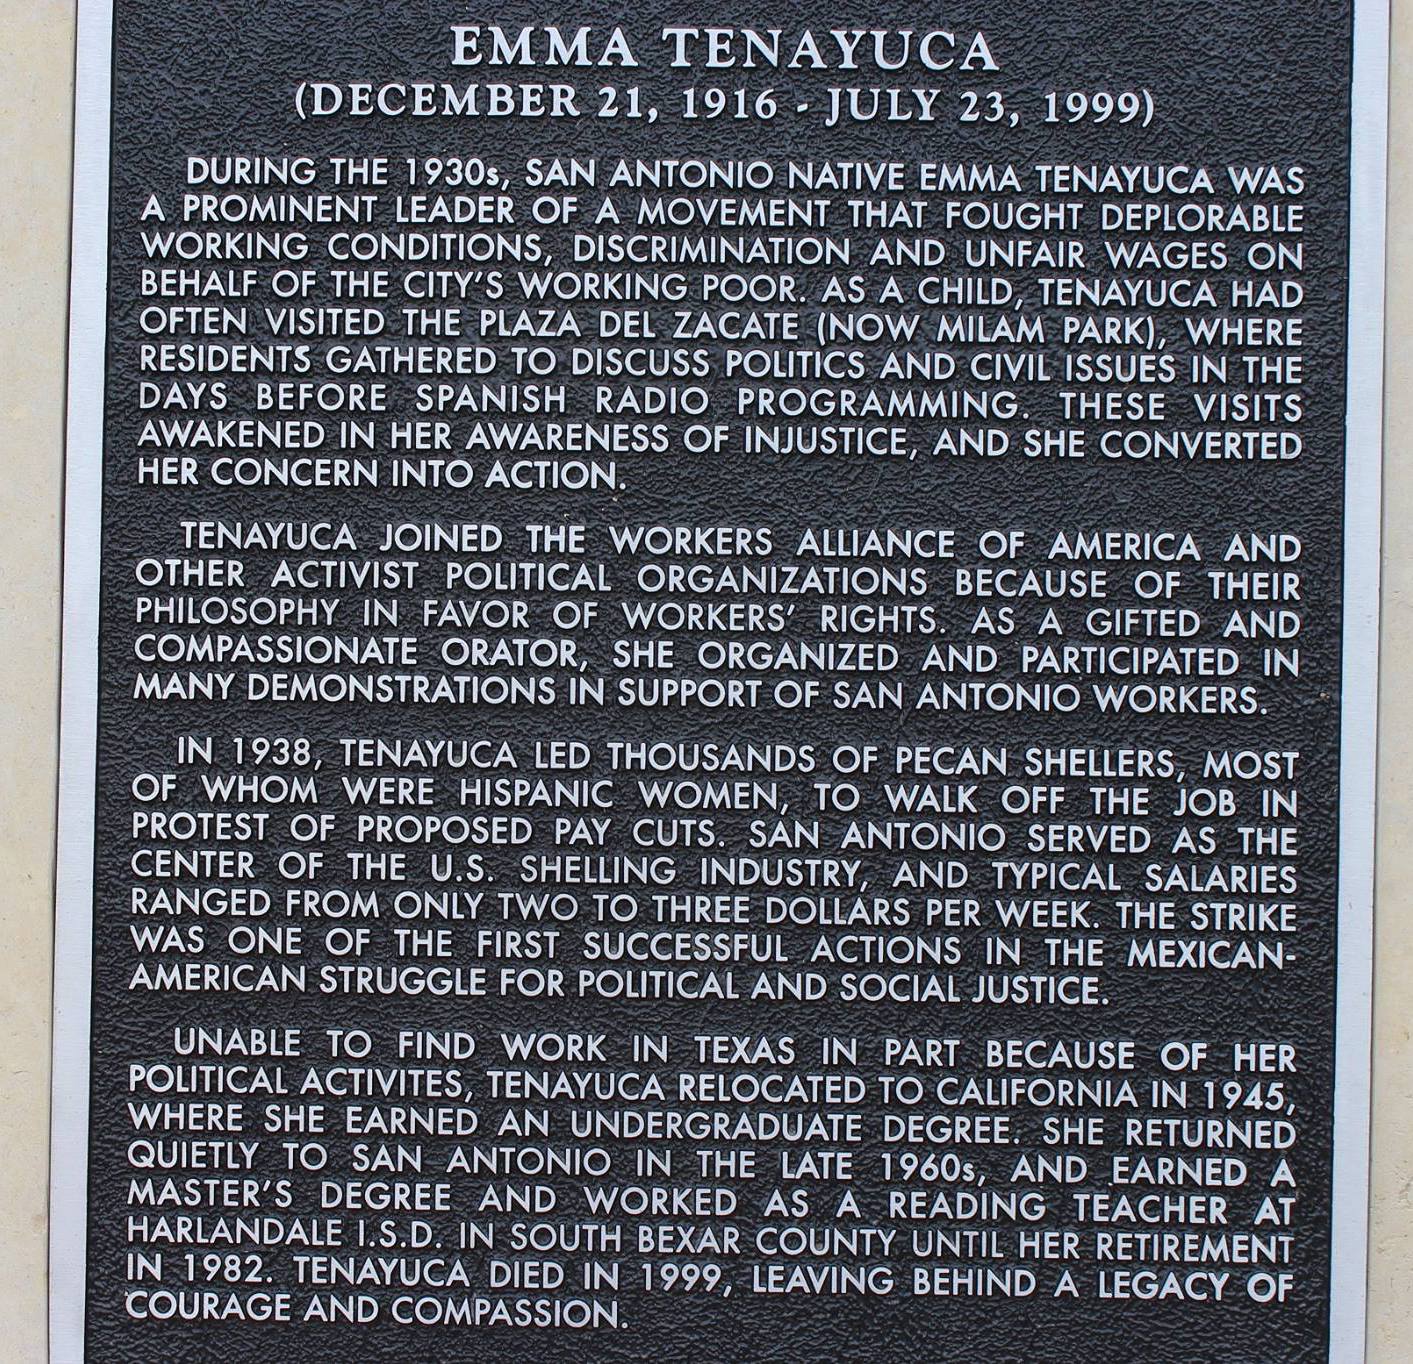 EMMA TENAYUCA
(DECEMBER 21, 1916 - JULY 23, 1999)
DURING THE 1930s, SAN ANTONIO NATIVE EMMA TENAYUCA WAS
A PROMINENT LEADER OF A MOVEMENT THAT FOUGHT DEPLORABLE
WORKING CONDITIONS, DISCRIMINATION AND UNFAIR WAGES ON
BEHALF OF THE CITY'S WORKING POOR. AS A CHILD, TENAYUCA HAD
OFTEN VISITED THE PLAZA DEL ZACATE (NOW MILAM PARK), WHERE
RESIDENTS GATHERED TO DISCUSS POLITICS AND CIVIL ISSUES IN THE
DAYS BEFORE SPANISH RADIO PROGRAMMING. THESE VISITS
AWAKENED IN HER AWARENESS OF INJUSTICE, AND SHE CONVERTED
HER CONCERN INTO ACTION.
TENAYUCA JOINED THE WORKERS ALLIANCE OF AMERICA AND
OTHER ACTIVIST POLITICAL ORGANIZATIONS BECAUSE OF THEIR
PHILOSOPHY IN FAVOR OF WORKERS' RIGHTS. AS A GIFTED AND
COMPASSIONATE ORATOR, SHE ORGANIZED AND PARTICIPATED IN
MANY DEMONSTRATIONS IN SUPPORT OF SAN ANTONIO WORKERS.
IN 1938, TENAYUCA LED THOUSANDS OF PECAN SHELLERS, MOST
OF WHOM WERE HISPANIC WOMEN, TO WALK OFF THE JOB IN
PROTEST OF PROPOSED PAY CUTS. SAN ANTONIO SERVED AS THE
CENTER OF THE U.S. SHELLING INDUSTRY, AND TYPICAL SALARIES
RANGED FROM ONLY TWO TO THREE DOLLARS PER WEEK. THE STRIKE
WAS ONE OF THE FIRST SUCCESSFUL ACTIONS IN THE MEXICAN-
AMERICAN STRUGGLE FOR POLITICAL AND SOCIAL JUSTICE.
UNABLE TO FIND WORK IN TEXAS IN PART BECAUSE OF HER
POLITICAL ACTIVITES, TENAYUCA RELOCATED TO CALIFORNIA IN 1945,
WHERE SHE EARNED AN UNDERGRADUATE DEGREE. SHE RETURNED
QUIETLY TO SAN ANTONIO IN THE LATE 1960s, AND EARNED A
MASTER'S DEGREE AND WORKED AS A READING TEACHER AT
HARLANDALE I.S.D. IN SOUTH BEXAR COUNTY UNTIL HER RETIREMENT
IN 1982. TENAYUCA DIED IN 1999, LEAVING BEHIND A LEGACY OF
COURAGE AND COMPASSION.